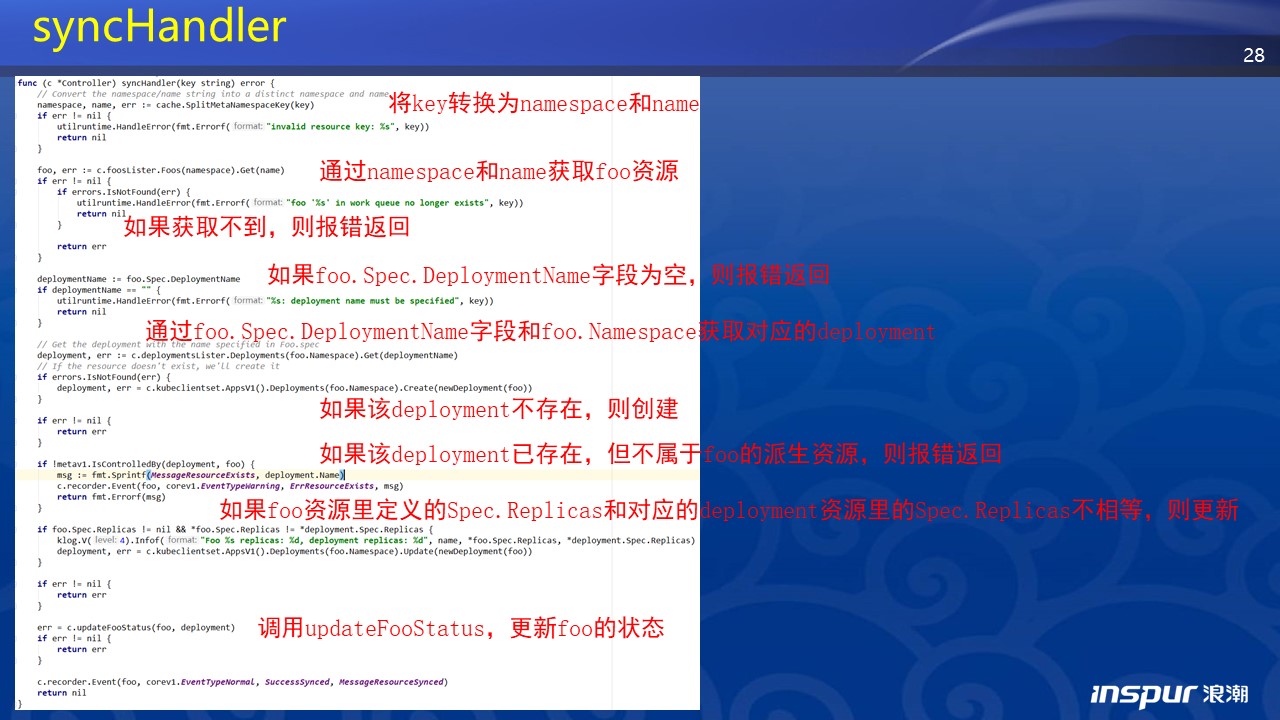 syncHandler
28
func (c *Controller) syncHandler(key string) error {
// Convert the namespace/name string into a distinct namespace and name
namespace, name, err := cache.SplitMetaNamespaceKey(key)
将key转换为namespace和name
if err != nil {
utilruntime.HandleError(fmt.Errorf( format: "invalid resource key: %s", key))
return nil
}
foo, err := c.foosLister.Foos(namespace).Get(name)
通过namespace和name获取foo资源
if err != nil {
if errors.IsNotFound(err) {
utilruntime.HandleError(fmt.Errorf( format: "foo '%s' in work queue no longer exists", key))
return nil
}
如果获取不到，则报错返回
return err
}
deploymentName := foo.Spec.DeploymentName
如果foo.Spec.DeploymentName字段为空，则报错返回
if deploymentName == "" {
utilruntime.HandleError(fmt.Errorf( format: "%s: deployment name must be specified", key))
return nil
}
通过foo.Spec.DeploymentName字段和foo.Namespace获取对应的deployment
// Get the deployment with the name specified in Foo.spec
deployment, err := c.deploymentsLister.Deployments(foo.Namespace).Get(deploymentName)
// If the resource doesn't exist, we'll create it
if errors.IsNotFound(err) {
deployment, err = c.kubeclientset.AppsV1().Deployments(foo.Namespace).Create(newDeployment(foo))
}
如果该deployment不存在，则创建
if err != nil {
return err
}
如果该deployment已存在，但不属于foo的派生资源，则报错返回
if !metav1.IsControlledBy(deployment, foo) {
msg := fmt.Sprintf(MessageResourceExists, deployment.Name)
c.recorder.Event(foo, corev1.EventTypeWarning, ErrResourceExists, msg)
return fmt.Errorf(msg)
}
如果foo资源里定义的Spec.Replicas和对应的deployment资源里的Spec.Replicas不相等，则更新
if foo.Spec.Replicas != nil && *foo.Spec.Replicas != *deployment.Spec.Replicas {
klog.V( level: 4).Infof( format: "Foo %s replicas: %d, deployment replicas: %d", name, *foo.Spec.Replicas, *deployment.Spec.Replicas)
deployment, err = c.kubeclientset.AppsV1().Deployments(foo.Namespace).Update(newDeployment(foo))
}
if err != nil {
return err
}
err = c.updateFooStatus(foo, deployment)
调用updateFooStatus，更新foo的状态
if err != nil {
return err
}
c.recorder.Event(foo, corev1.EventTypeNormal, SuccessSynced, MessageResourceSynced)
return nil
}
inspur 浪潮